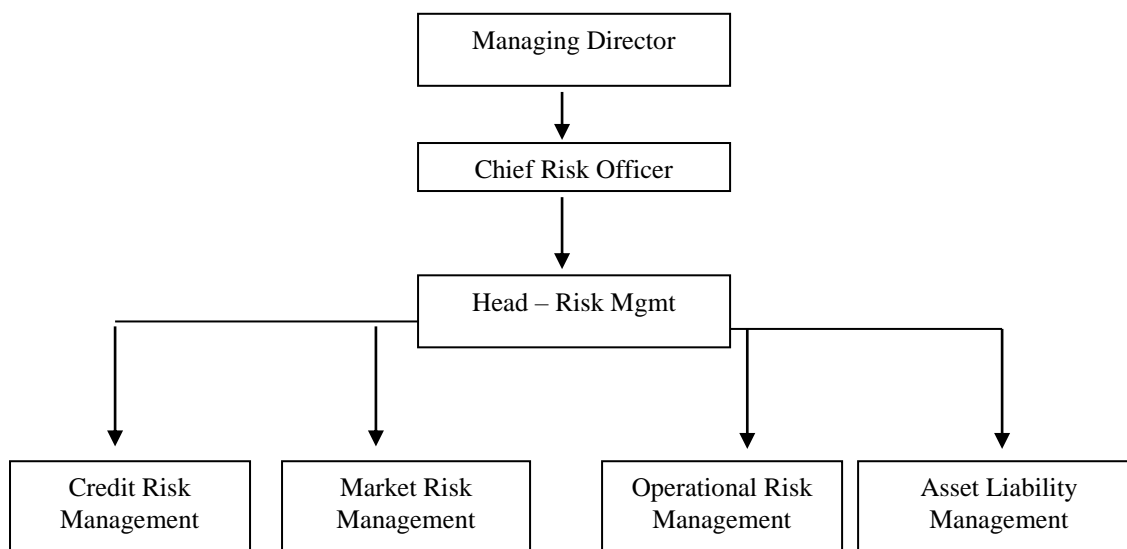 Managing Director
Chief Risk Officer
Head – Risk Mgmt
Credit Risk
Management
Market Risk
Management
Operational Risk
Management
Asset Liability
Management